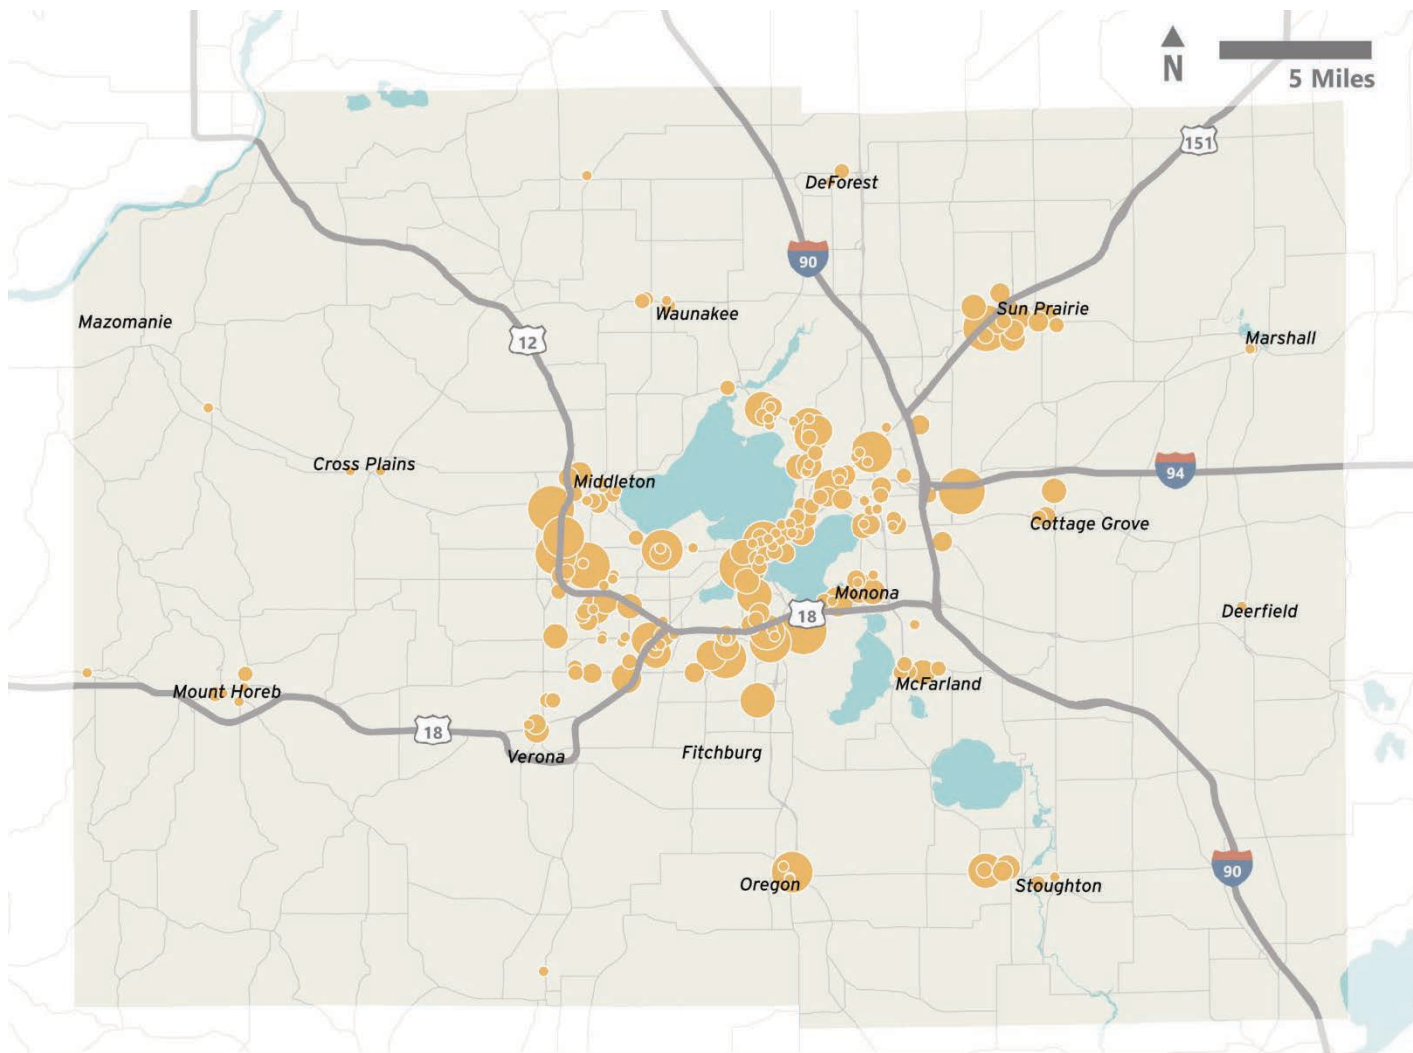 N
5 Miles
151
DeForest
90
Sun Prairie
Waunakee
Mazomanie
12
Marshall
Cross Plains
94
Middleton
Cottage Grove
Monona
18
Deerfield
McFarland
Mount Horeb
18
Verona
Fitchburg
90
Oregon
Stoughton